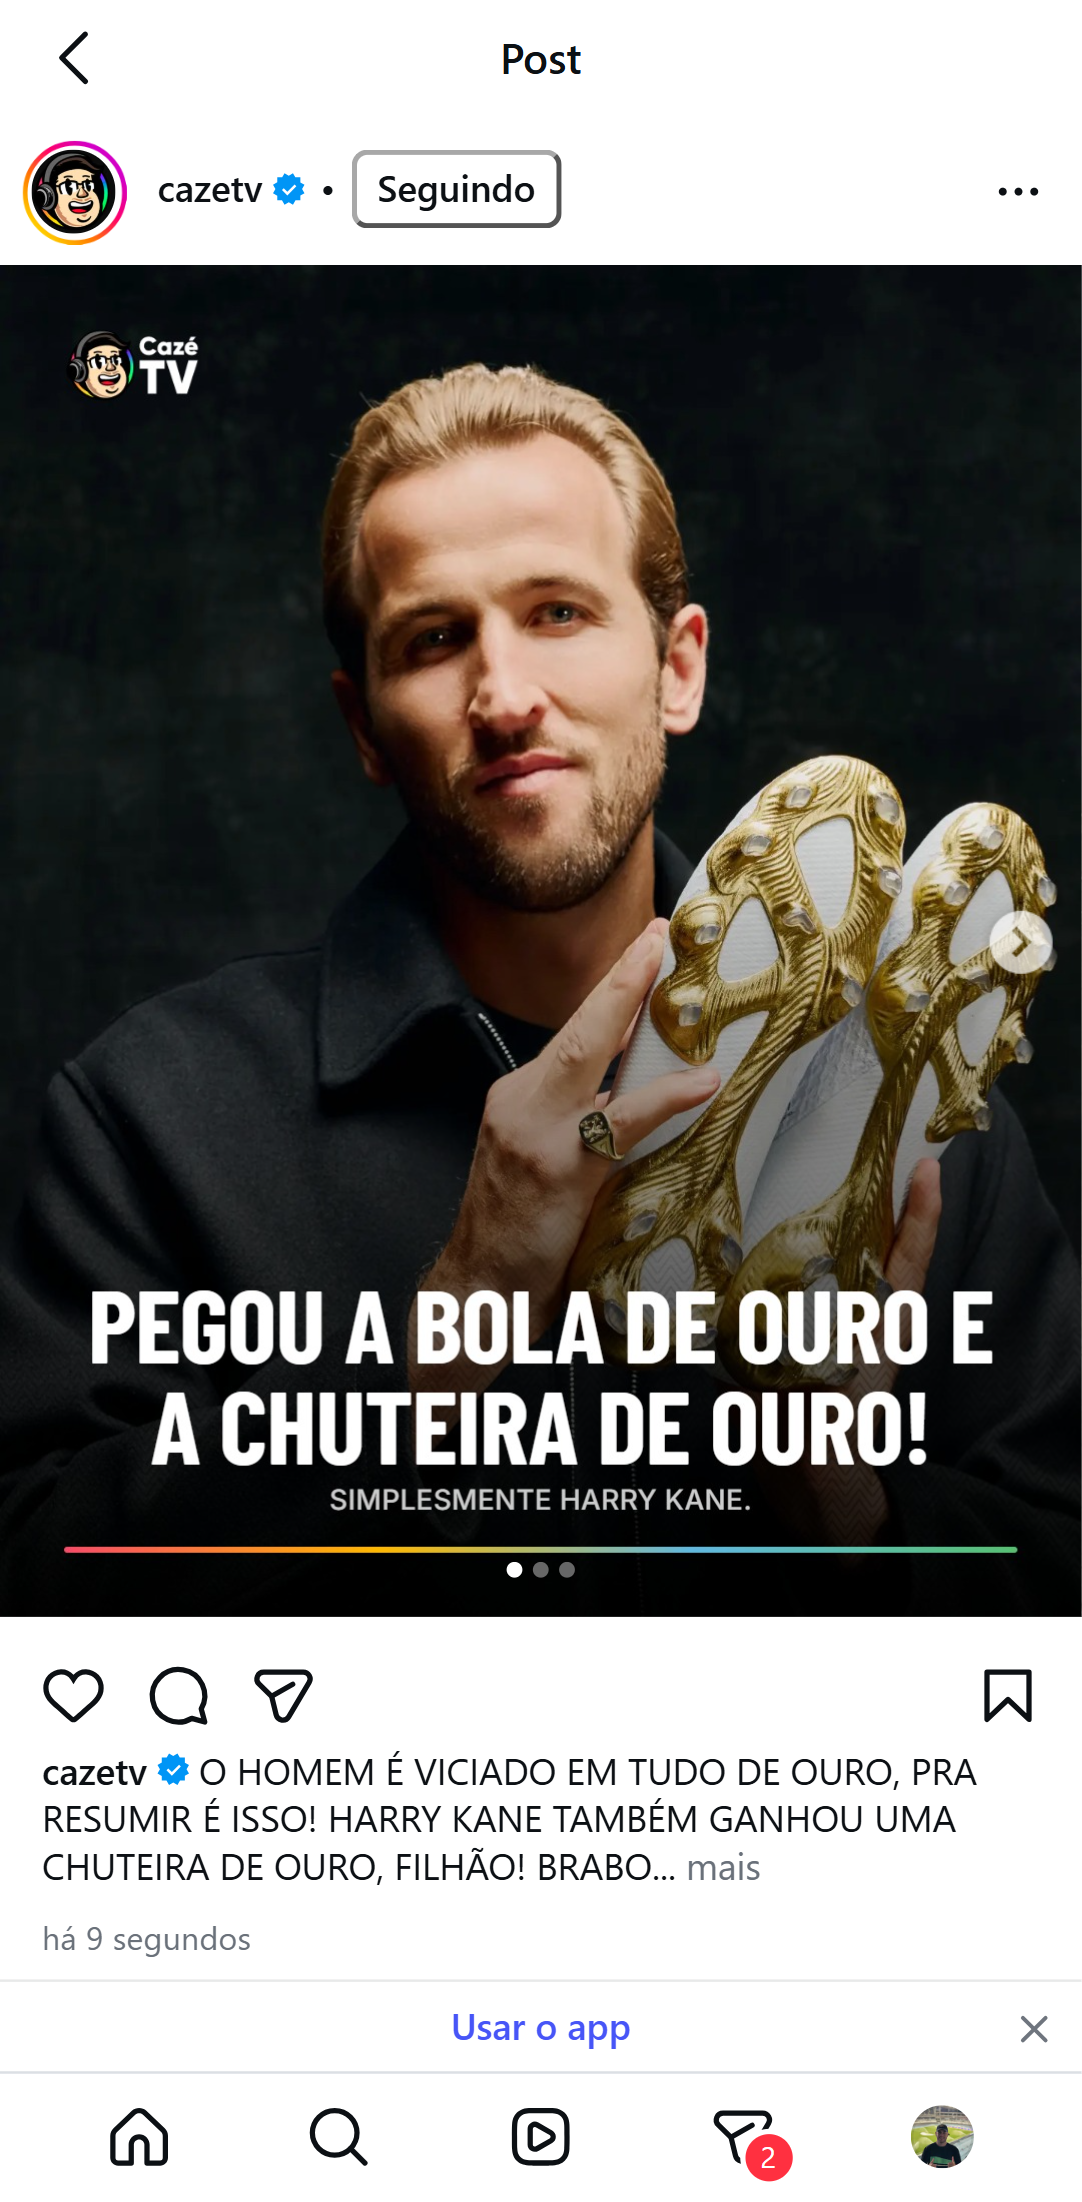 Post
cazetv • Seguindo
Cazé
TV
PEGOU A BOLA DE OURO E
A CHUTEIRA DE OURO!
SIMPLESMENTE HARRY KANE.
cazetv O HOMEM É VICIADO EM TUDO DE OURO, PRA
RESUMIR É ISSO! HARRY KANE TAMBÉM GANHOU UMA
CHUTEIRA DE OURO, FILHÃO! BRABO... mais
há 9 segundos
Usar o app
2